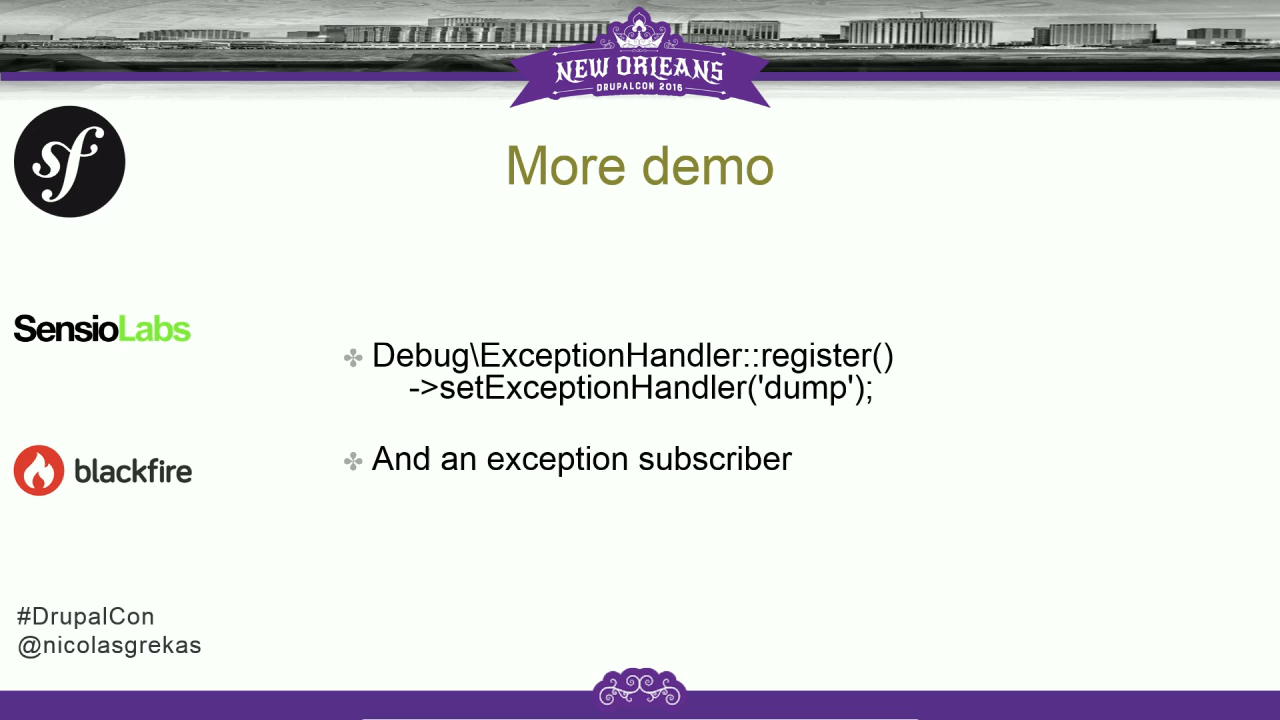 NEW ORLEANS
DRUPALCON 2016
sf
More demo
SensioLabs
Debug\ExceptionHandler::register()
->setExceptionHandler('dump');
blackfire
And an exception subscriber
#DrupalCon
@nicolasgrekas